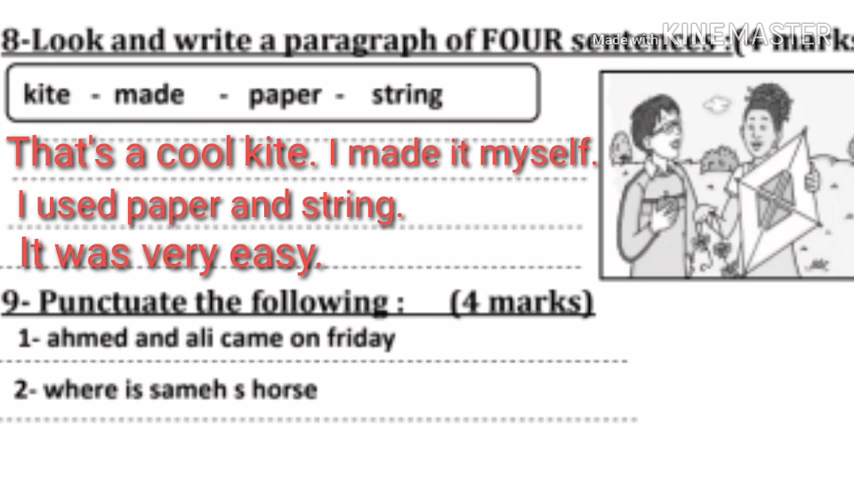 8-Look and write a paragraph of FOUR sentences :(4 marks
Made with KINEMASTER
kite - made - paper - string
That's a cool kite. I made it myself.
I used paper and string.
It was very easy.
9- Punctuate the following : (4 marks)
1- ahmed and ali came on friday
2- where is sameh s horse